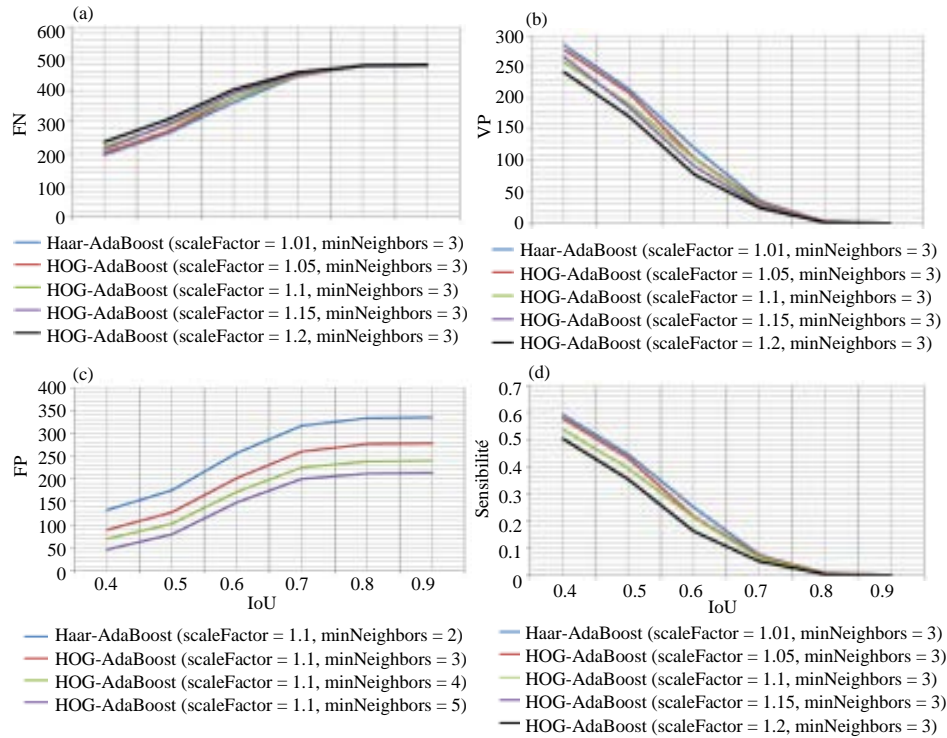 (a)
600
500
400
300
200
100
0
FN
Haar-AdaBoost (scaleFactor = 1.01, minNeighbors = 3)
HOG-AdaBoost (scaleFactor = 1.05, minNeighbors = 3)
HOG-AdaBoost (scaleFactor = 1.1, minNeighbors = 3)
HOG-AdaBoost (scaleFactor = 1.15, minNeighbors = 3)
HOG-AdaBoost (scaleFactor = 1.2, minNeighbors = 3)
(b)
300
250
200
150
100
50
0
VP
Haar-AdaBoost (scaleFactor = 1.01, minNeighbors = 3)
HOG-AdaBoost (scaleFactor = 1.05, minNeighbors = 3)
HOG-AdaBoost (scaleFactor = 1.1, minNeighbors = 3)
HOG-AdaBoost (scaleFactor = 1.15, minNeighbors = 3)
HOG-AdaBoost (scaleFactor = 1.2, minNeighbors = 3)
(c)
400
350
300
250
200
150
100
50
0
FP
0.4 0.5 0.6 0.7 0.8 0.9
IoU
Haar-AdaBoost (scaleFactor = 1.1, minNeighbors = 2)
HOG-AdaBoost (scaleFactor = 1.1, minNeighbors = 3)
HOG-AdaBoost (scaleFactor = 1.1, minNeighbors = 4)
HOG-AdaBoost (scaleFactor = 1.1, minNeighbors = 5)
(d)
0.7
0.6
0.5
0.4
0.3
0.2
0.1
0
Sensibilité
0.4 0.5 0.6 0.7 0.8 0.9
IoU
Haar-AdaBoost (scaleFactor = 1.01, minNeighbors = 3)
HOG-AdaBoost (scaleFactor = 1.05, minNeighbors = 3)
HOG-AdaBoost (scaleFactor = 1.1, minNeighbors = 3)
HOG-AdaBoost (scaleFactor = 1.15, minNeighbors = 3)
HOG-AdaBoost (scaleFactor = 1.2, minNeighbors = 3)